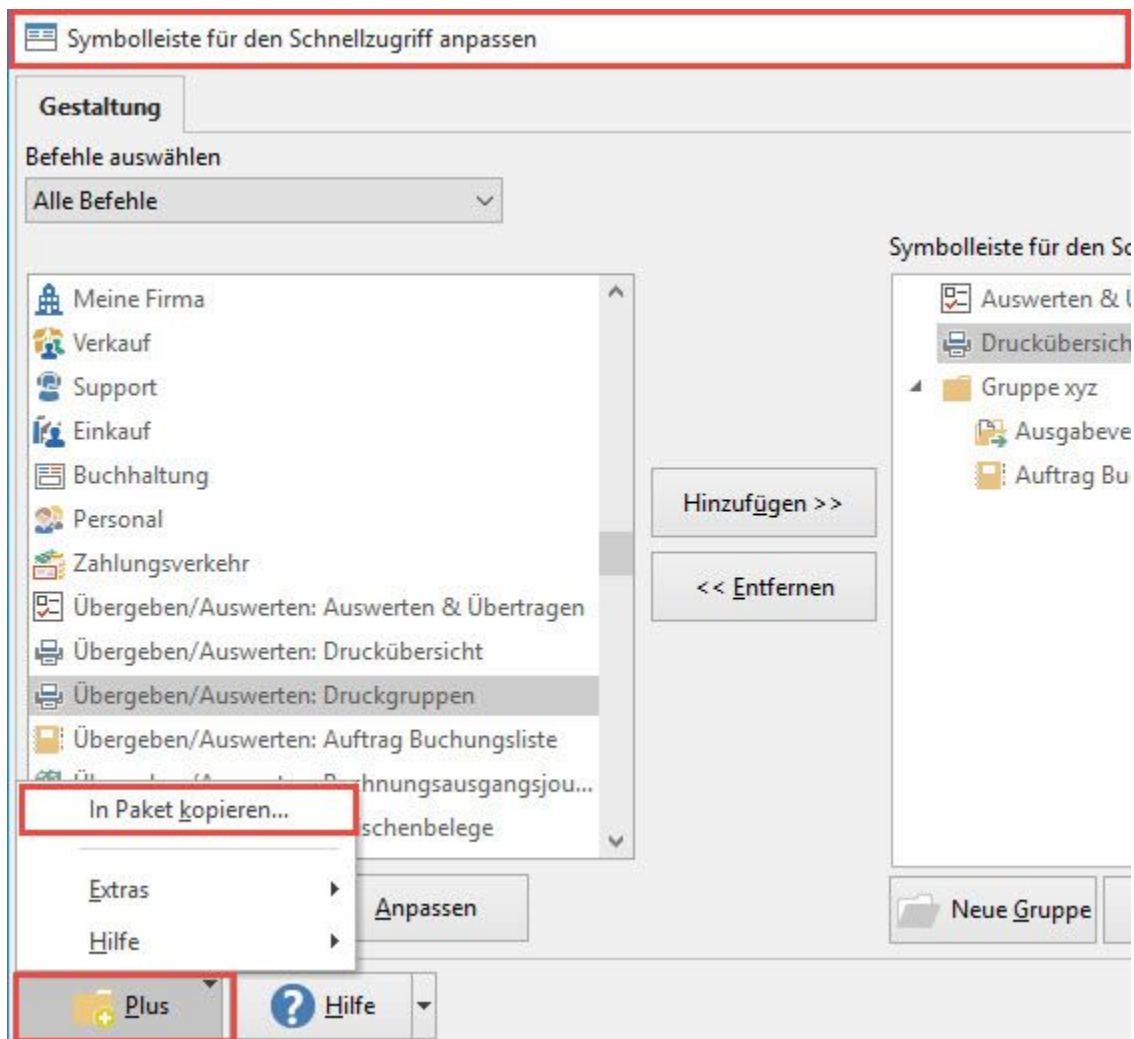 Symbolleiste für den Schnellzugriff anpassen
Gestaltung
Befehle auswählen
Alle Befehle
Symbolleiste für den
Meine Firma
Verkauf
Support
Einkauf
Buchhaltung
Personal
Zahlungsverkehr
Übergeben/Auswerten: Auswerten & Übertragen
Übergeben/Auswerten: Druckübersicht
Übergeben/Auswerten: Druckgruppen
Übergeben/Auswerten: Auftrag Buchungsliste
hnungsausgangsjou...
schenbelege
Hinzufügen >>
<< Entfernen
Auswerten &
Druckübersich
Gruppe xyz
Ausgabeve
Auftrag Bu
In Paket kopieren...
Extras
Hilfe
Anpassen
Neue Gruppe
Plus
Hilfe